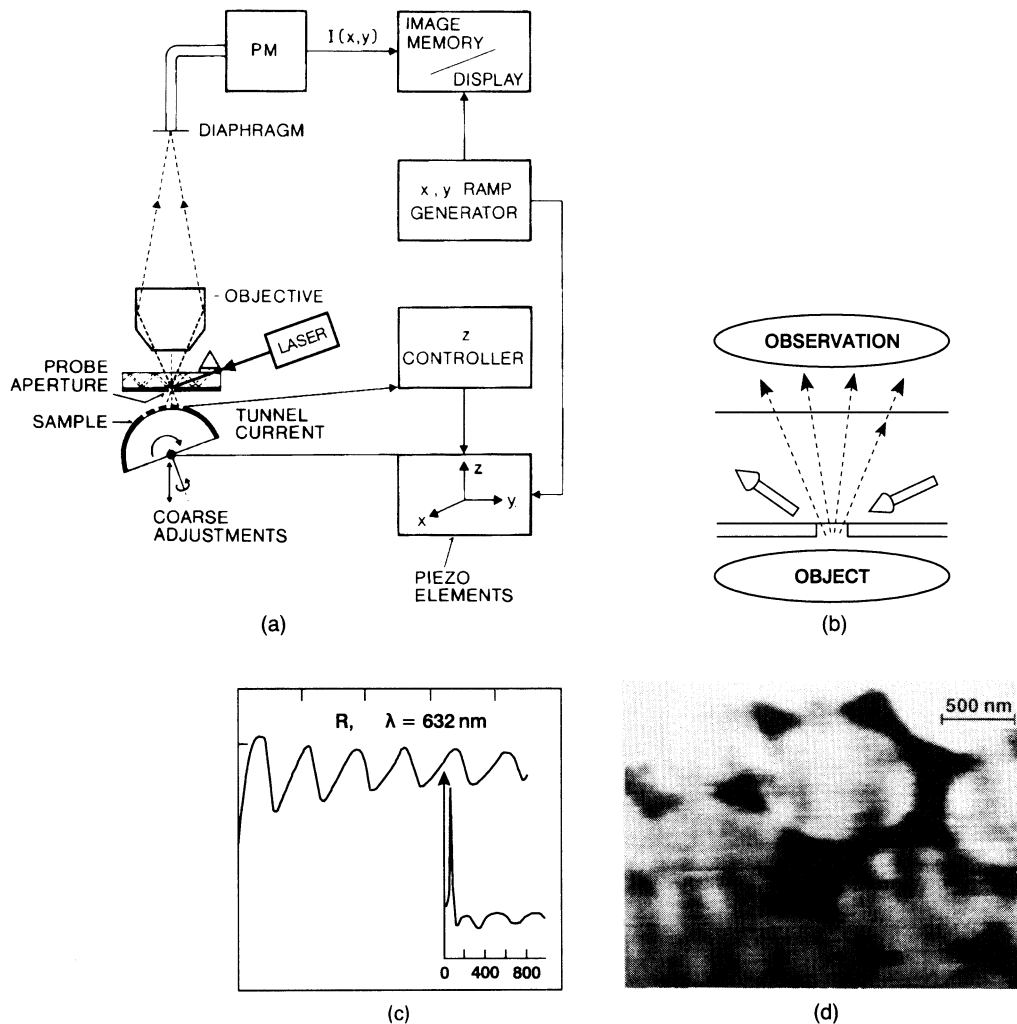 PM
I(x,y)
IMAGE
MEMORY
DISPLAY
DIAPHRAGM
x, y RAMP
GENERATOR
OBJECTIVE
LASER
z
CONTROLLER
PROBE
APERTURE
SAMPLE
TUNNEL
CURRENT
z
y
x
COARSE
ADJUSTMENTS
PIEZO
ELEMENTS
(a)
OBSERVATION
OBJECT
(b)
R, λ = 632 nm
0 400 800
(c)
500 nm
(d)